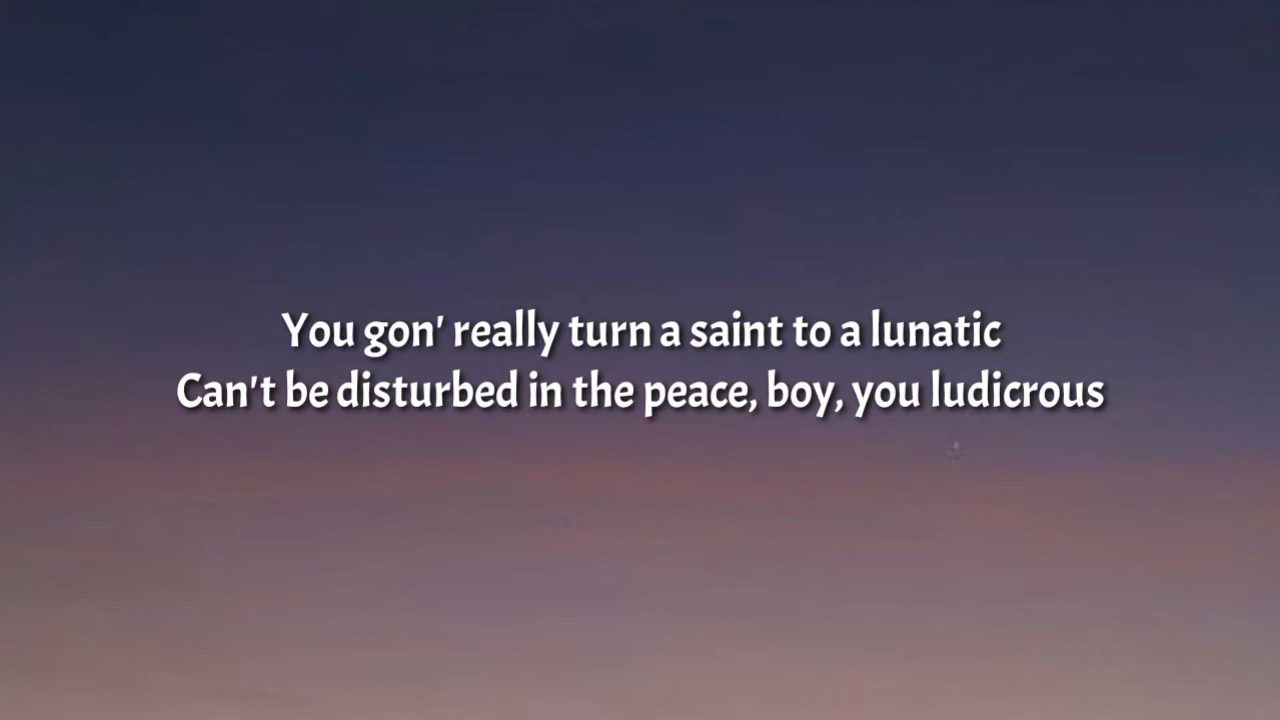 You gon' really turn a saint to a lunatic
Can't be disturbed in the peace, boy, you ludicrous